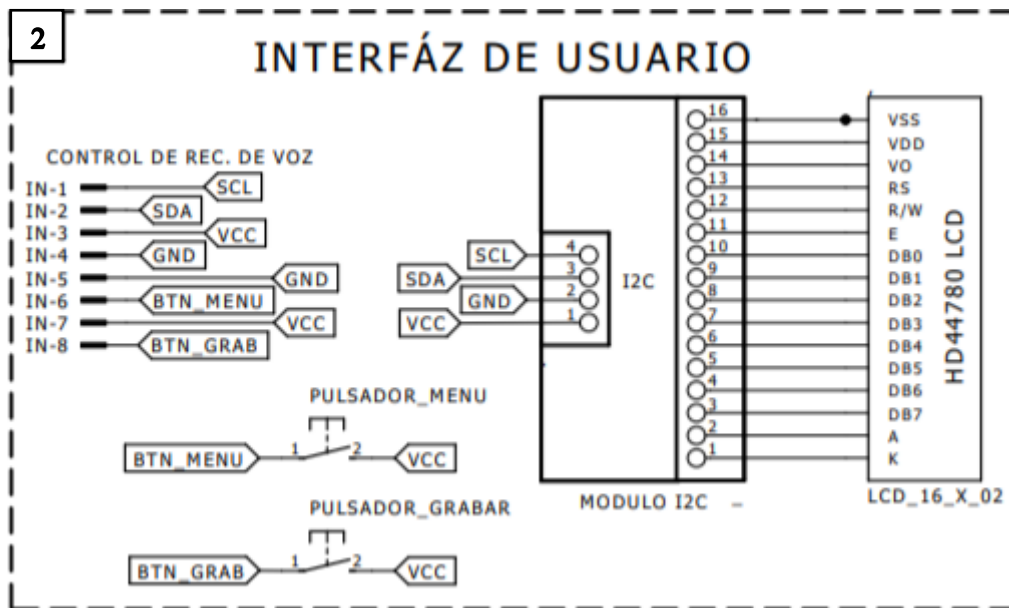 2
INTERFÁZ DE USUARIO
CONTROL DE REC. DE VOZ
IN-1 SCL
IN-2 SDA
IN-3 VCC
IN-4 GND
IN-5 GND
IN-6 BTN_MENU
IN-7 VCC
IN-8 BTN_GRAB
SCL 4
SDA 3
GND 2
VCC 1
I2C
16 VSS
15 VDD
14 VO
13 RS
12 R/W
11 E
10 DB0
9 DB1
8 DB2
7 DB3
6 DB4
5 DB5
4 DB6
3 DB7
2 A
1 K
HD44780 LCD
MODULO I2C –
LCD_16_X_02
PULSADOR_MENU
BTN_MENU 1 2 VCC
PULSADOR_GRABAR
BTN_GRAB 1 2 VCC